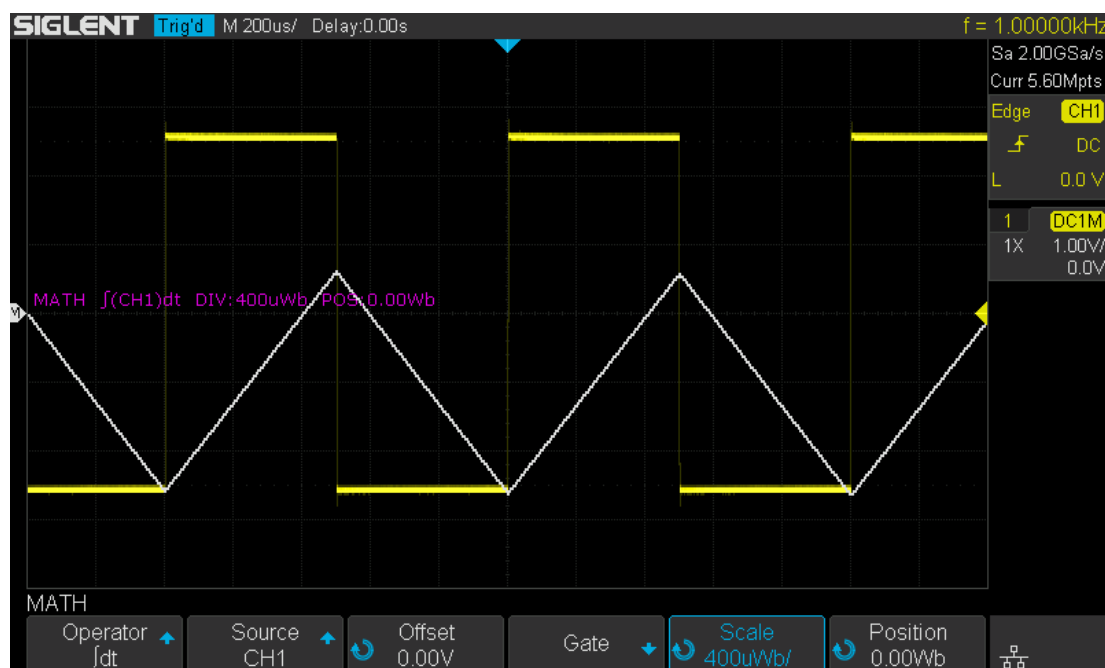 SIGLENT Trig'd M 200us/ Delay:0.00s f = 1.00000kHz
Sa 2.00GSa/s
Curr 5.60Mpts
Edge CH1
DC
L 0.0 V
1 DC1M
1X 1.00V/
0.0V
MATH ∫(CH1)dt DIV:400uWb POS:0.00Wb
M
MATH
Operator
∫dt
Source
CH1
Offset
0.00V
Gate
Scale
400uWb/
Position
0.00Wb